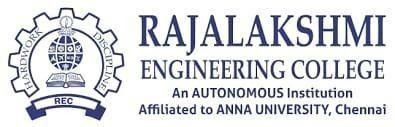 HARDWORK DISCIPLINE
REC
RAJALAKSHMI
ENGINEERING COLLEGE
An AUTONOMOUS Institution
Affiliated to ANNA UNIVERSITY, Chennai